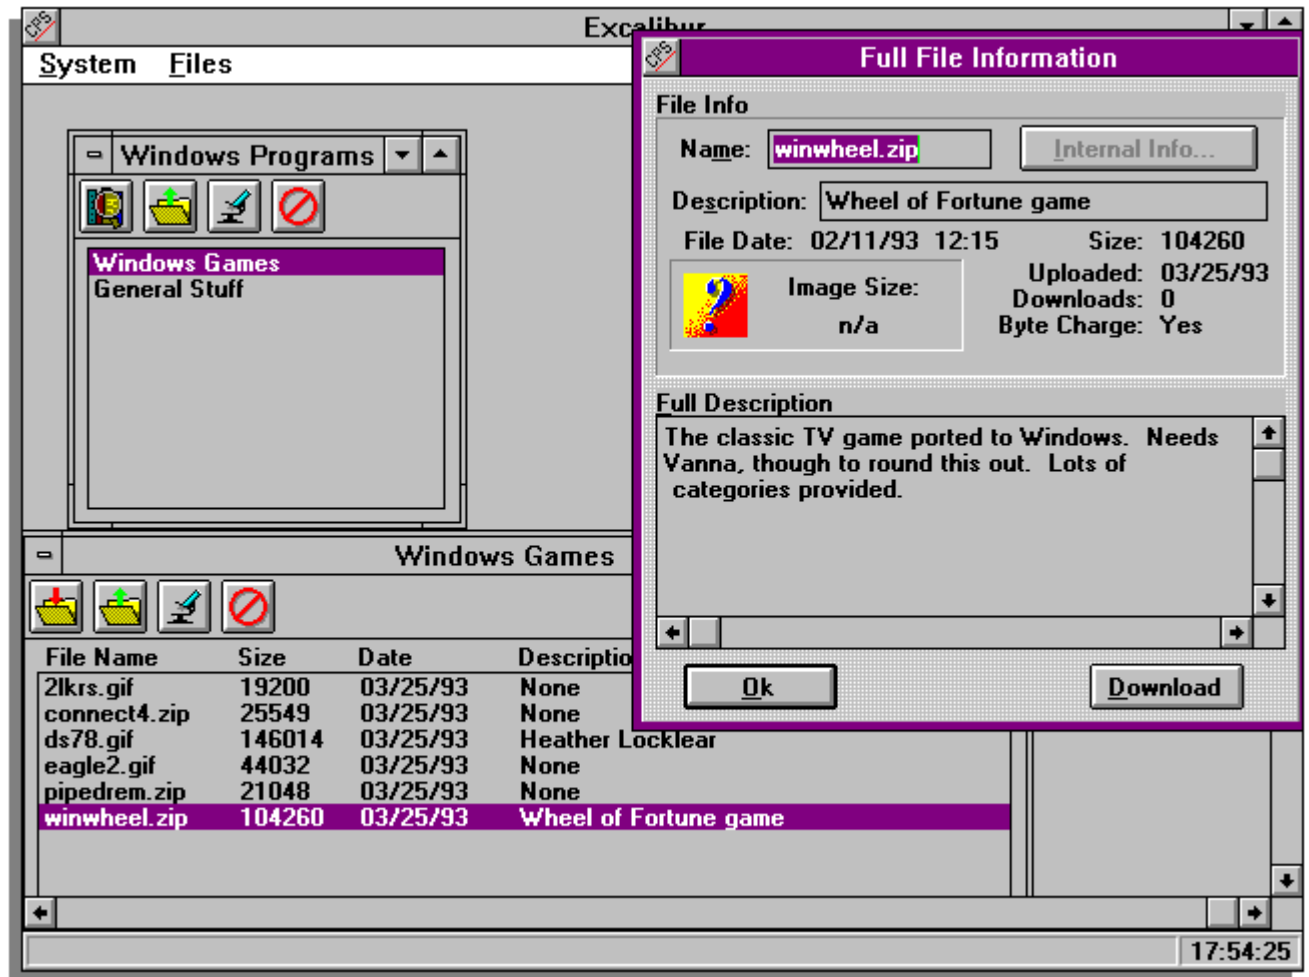 CPS
Excalibur
System Files
Windows Programs
Windows Games
General Stuff
CPS
Full File Information
File Info
Name: winwheel.zip Internal Info...
Description: Wheel of Fortune game
File Date: 02/11/93 12:15 Size: 104260
Image Size: n/a
Uploaded: 03/25/93
Downloads: 0
Byte Charge: Yes
Full Description
The classic TV game ported to Windows. Needs
Vanna, though to round this out. Lots of
categories provided.
Ok Download
Windows Games
File Name Size Date Descriptio
2lkrs.gif 19200 03/25/93 None
connect4.zip 25549 03/25/93 None
ds78.gif 146014 03/25/93 Heather Locklear
eagle2.gif 44032 03/25/93 None
pipedrem.zip 21048 03/25/93 None
winwheel.zip 104260 03/25/93 Wheel of Fortune game
17:54:25